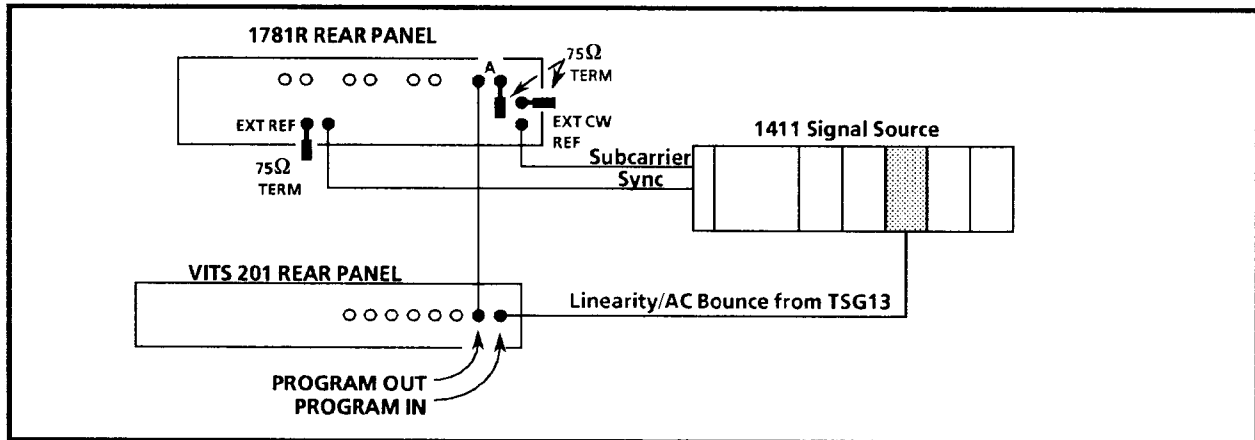 1781R REAR PANEL
A
75Ω
TERM
EXT REF
75Ω
TERM
EXT CW
REF
1411 Signal Source
Subcarrier
Sync
VITS 201 REAR PANEL
Linearity/AC Bounce from TSG13
PROGRAM OUT
PROGRAM IN